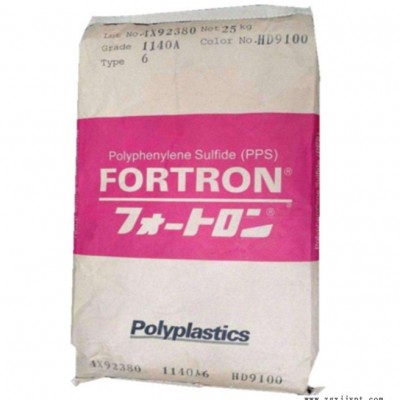 Lot No.AX92380 Net 25 kg
Grade 1140A Color No.HD9100
Type 6
Polyphenylene Sulfide (PPS)
FORTRON®
フォートロン®
Polyplastics
AX92380 1140A6 HD9100